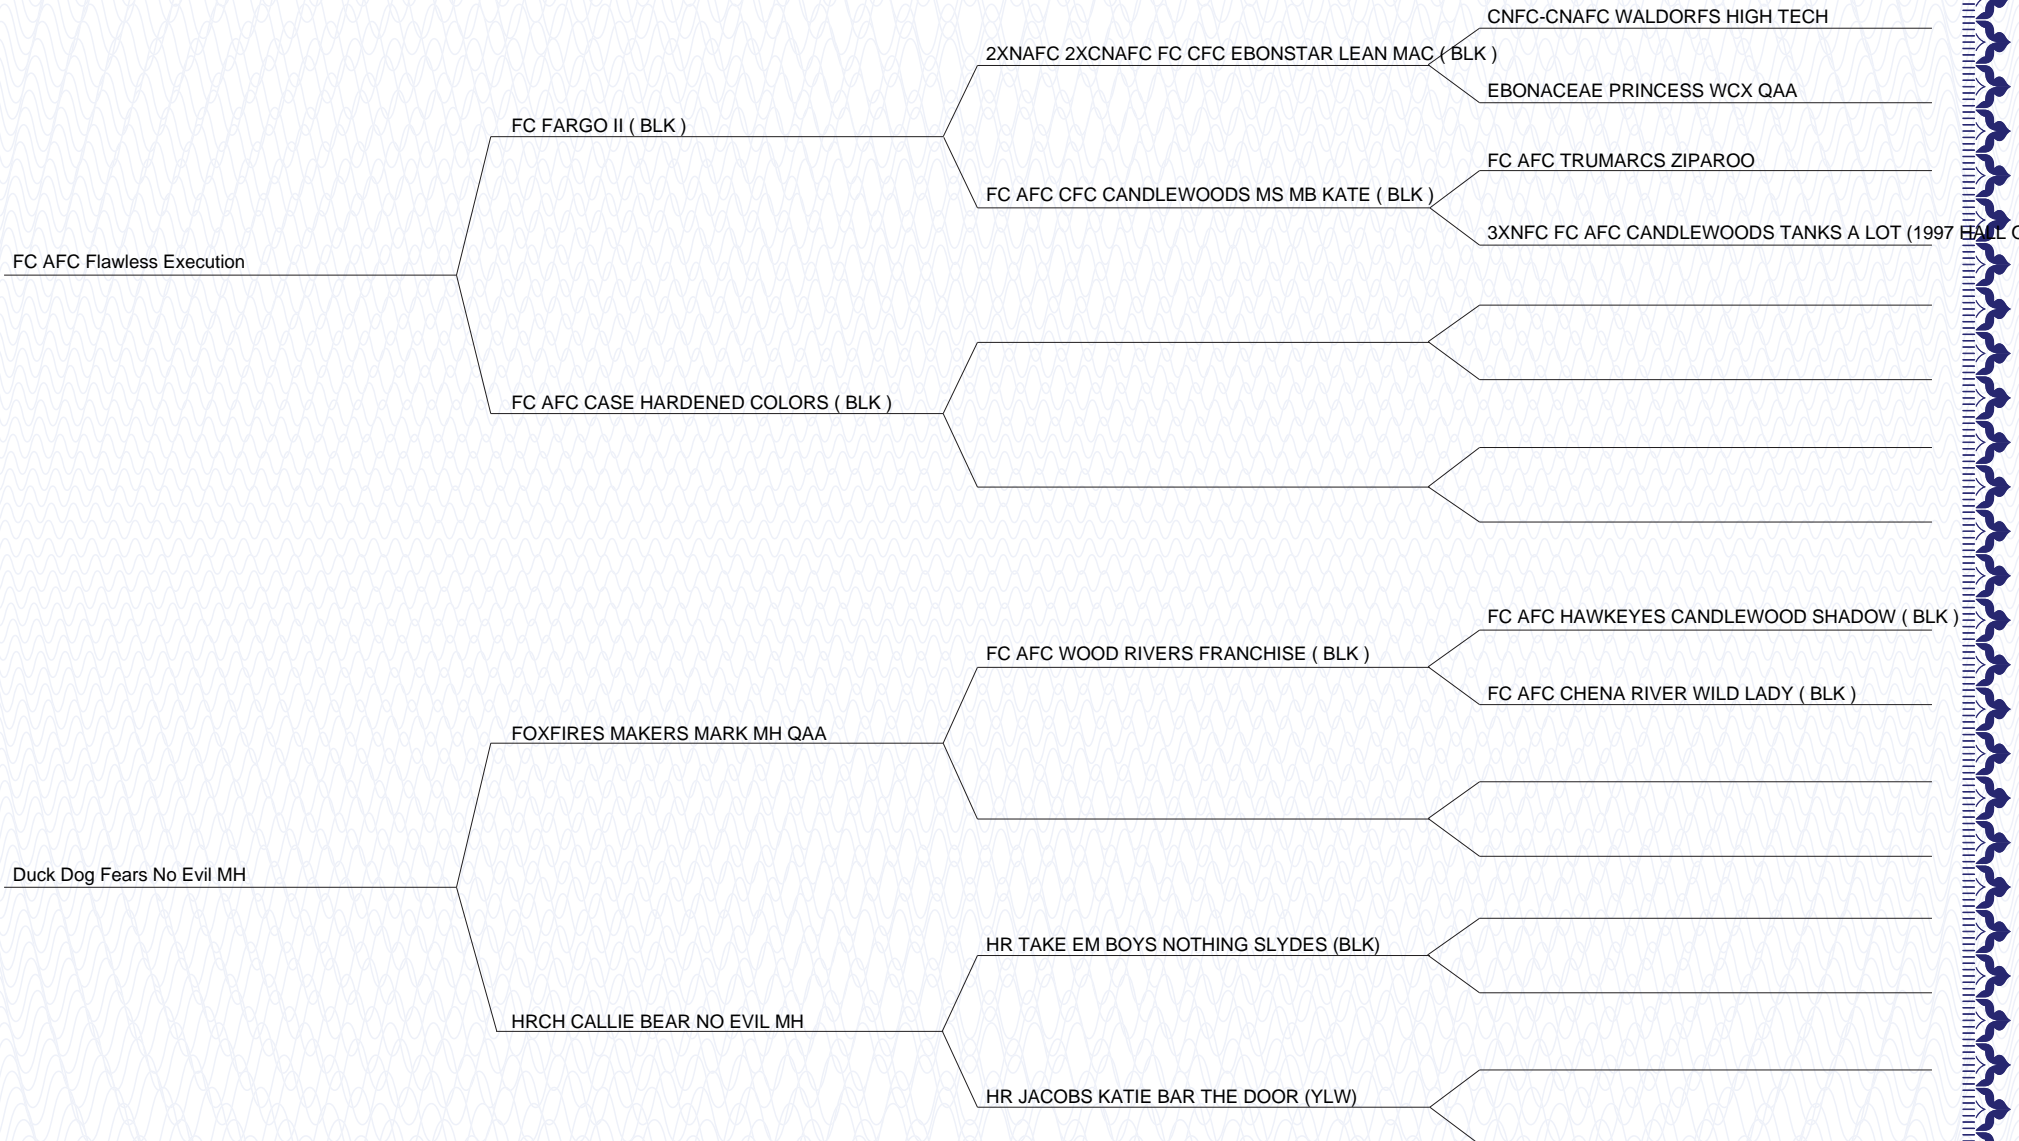 CNFC-CNAFC WALDORFS HIGH TECH
2XNAFC 2XCNAFC FC CFC EBONSTAR LEAN MAC ( BLK )
EBONACEAE PRINCESS WCX QAA
FC FARGO II ( BLK )
FC AFC TRUMARCS ZIPAROO
FC AFC CFC CANDLEWOODS MS MB KATE ( BLK )
3XNFC FC AFC CANDLEWOODS TANKS A LOT (1997 HALL
FC AFC Flawless Execution
FC AFC CASE HARDENED COLORS ( BLK )
FC AFC HAWKEYES CANDLEWOOD SHADOW ( BLK )
FC AFC WOOD RIVERS FRANCHISE ( BLK )
FC AFC CHENA RIVER WILD LADY ( BLK )
FOXFIRES MAKERS MARK MH QAA
Duck Dog Fears No Evil MH
HR TAKE EM BOYS NOTHING SLYDES (BLK)
HRCH CALLIE BEAR NO EVIL MH
HR JACOBS KATIE BAR THE DOOR (YLW)